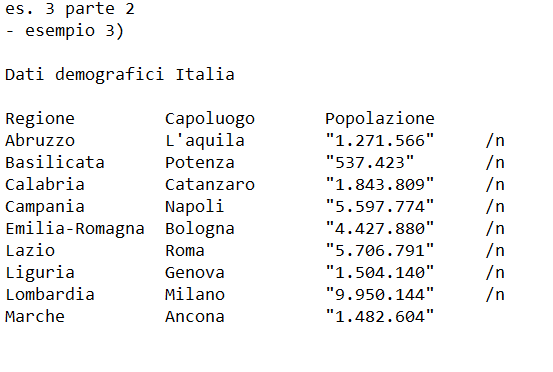 es. 3 parte 2
- esempio 3)
Dati demografici Italia
Regione Capoluogo Popolazione
Abruzzo L'aquila "1.271.566" /n
Basilicata Potenza "537.423" /n
Calabria Catanzaro "1.843.809" /n
Campania Napoli "5.597.774" /n
Emilia-Romagna Bologna "4.427.880" /n
Lazio Roma "5.706.791" /n
Liguria Genova "1.504.140" /n
Lombardia Milano "9.950.144" /n
Marche Ancona "1.482.604"